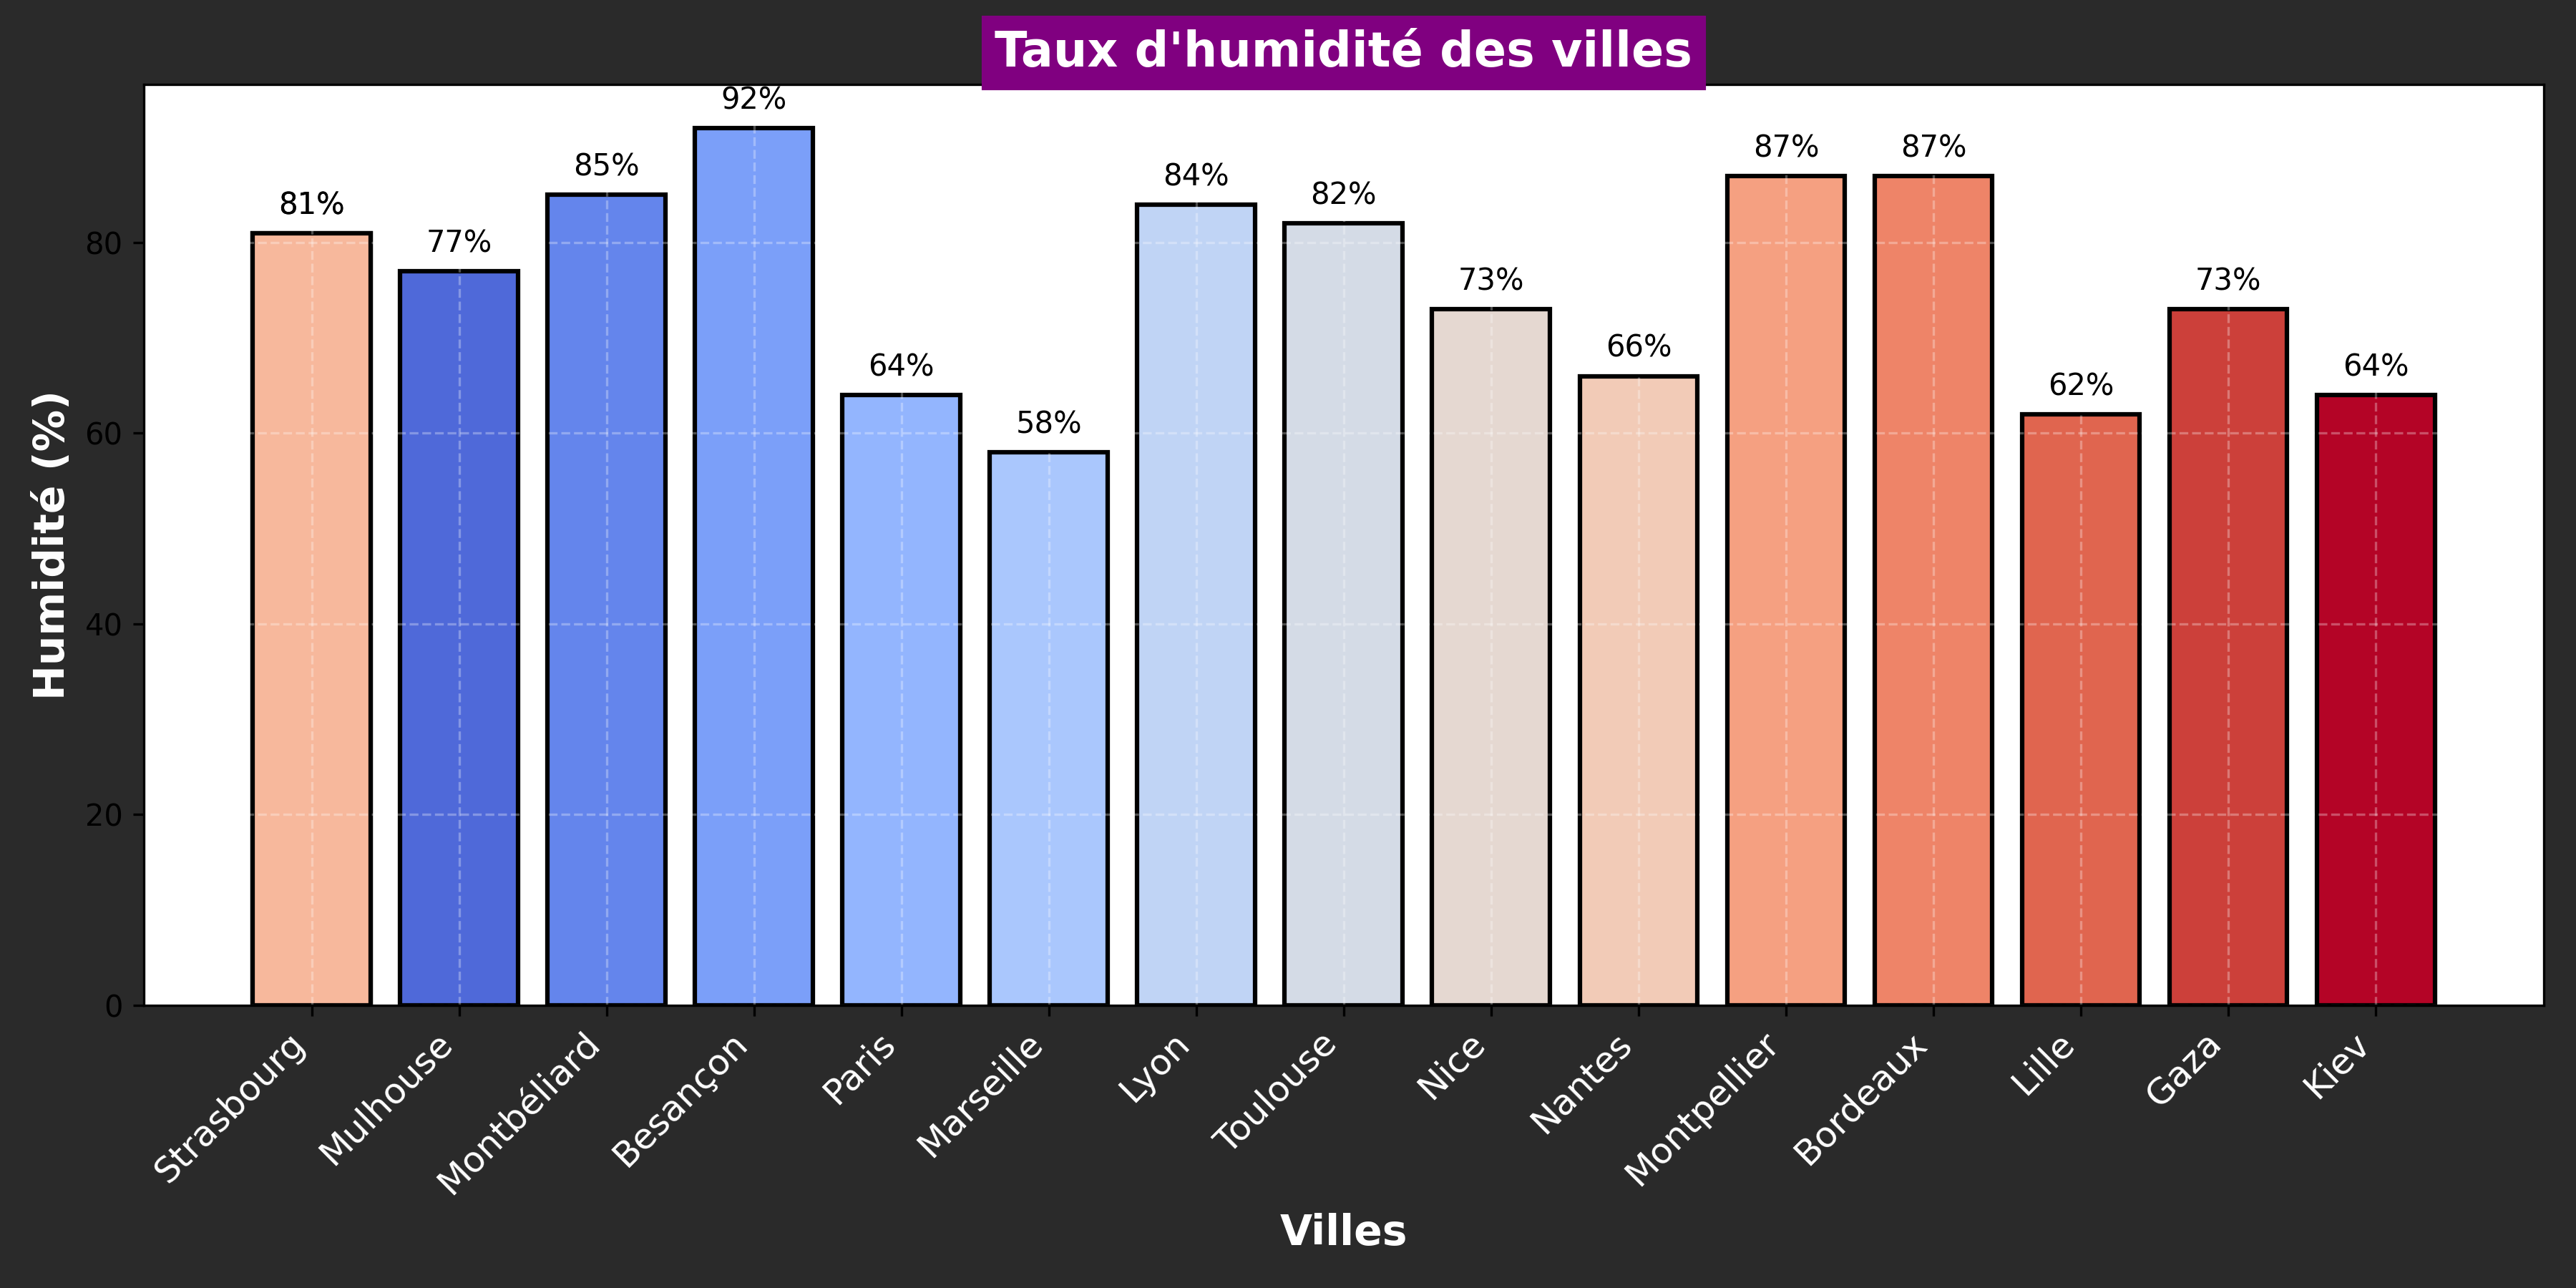 Taux d'humidité des villes
92%
87%
87%
85%
84%
82%
81%
77%
73%
73%
66%
64%
64%
62%
58%
80
60
40
20
0
Humidité (%)
Strasbourg
Mulhouse
Montbéliard
Besançon
Paris
Marseille
Lyon
Toulouse
Nice
Nantes
Montpellier
Bordeaux
Lille
Gaza
Kiev
Villes